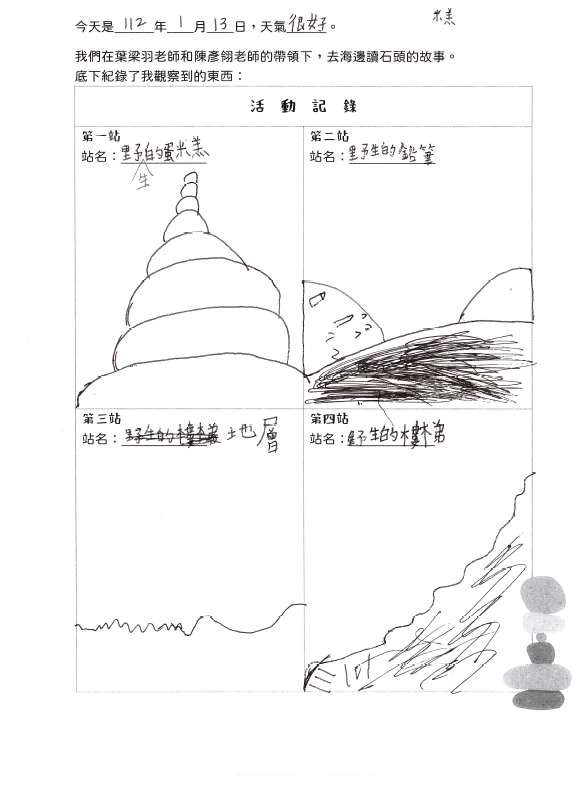 米羔
今天是 112 年 1 月 13 日，天氣 很好 。
我們在葉梁羽老師和陳彥翎老師的帶領下，去海邊讀石頭的故事。
底下紀錄了我觀察到的東西：
活動記錄
第一站
站名：野生的蛋米羔
第二站
站名：野生的鉛筆
第三站
站名：野生的樓梯 地層
第四站
站名：野生的樓梯